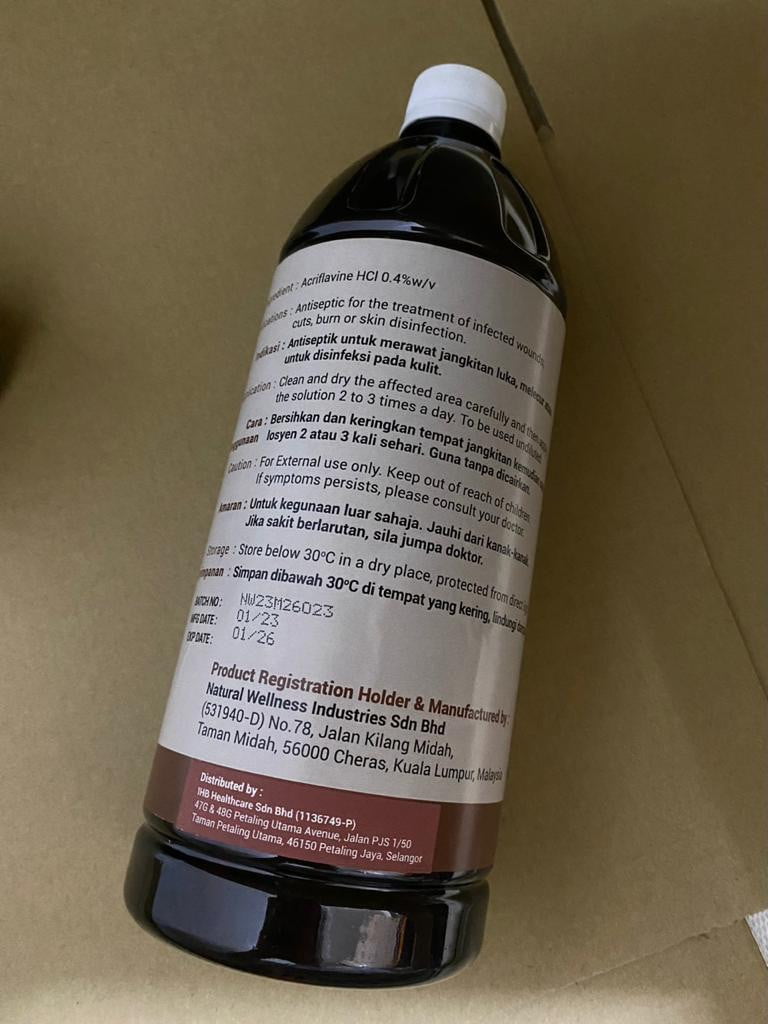 : Acriflavine HCl 0.4%w/v
: Antiseptic for the treatment of infected wounds,
cuts, burn or skin disinfection.
: Antiseptik untuk merawat jangkitan luka, melecur
untuk disinfeksi pada kulit.
: Clean and dry the affected area carefully and then
the solution 2 to 3 times a day. To be used undiluted.
Cara : Bersihkan dan keringkan tempat jangkitan kemudian
losyen 2 atau 3 kali sehari. Guna tanpa dicairkan.
Caution : For External use only. Keep out of reach of children.
If symptoms persists, please consult your doctor.
Amaran : Untuk kegunaan luar sahaja. Jauhi dari kanak-kanak.
Jika sakit berlarutan, sila jumpa doktor.
Storage : Store below 30ºC in a dry place, protected from direct
: Simpan dibawah 30ºC di tempat yang kering, lindungi
BATCH NO : NW23M26023
MFG DATE : 01/23
EXP DATE : 01/26
Product Registration Holder & Manufactured by :
Natural Wellness Industries Sdn Bhd
(531940-D) No.78, Jalan Kilang Midah,
Taman Midah, 56000 Cheras, Kuala Lumpur, Malaysia
Distributed by :
IHB Healthcare Sdn Bhd (1136749-P)
47G & 48G Petaling Utama Avenue, Jalan PJS 1/50
Taman Petaling Utama, 46150 Petaling Jaya, Selangor